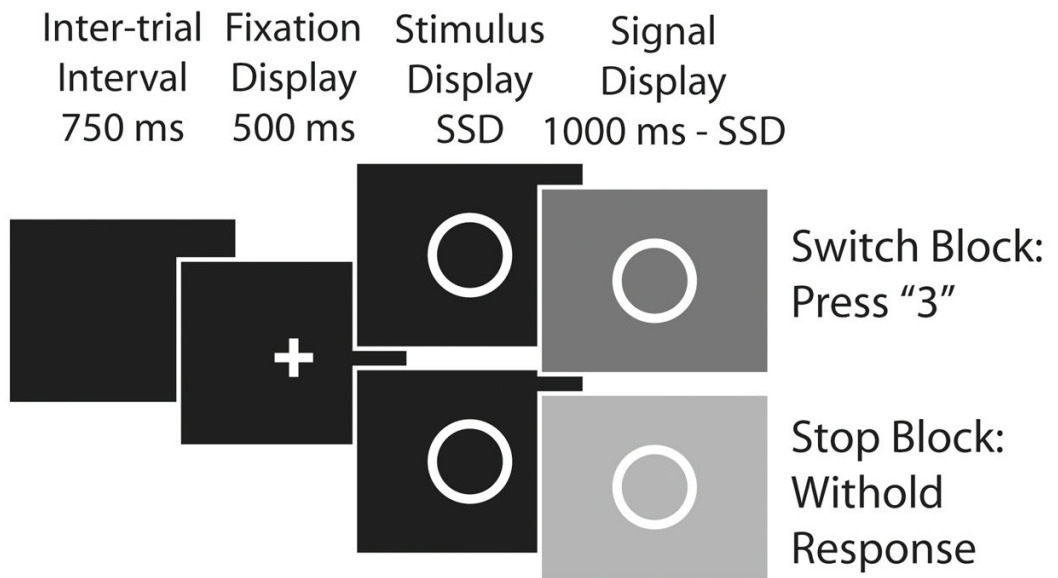 Inter-trial
Interval
750 ms
Fixation
Display
500 ms
Stimulus
Display
SSD
Signal
Display
1000 ms - SSD
Switch Block:
Press “3”
Stop Block:
Withold
Response